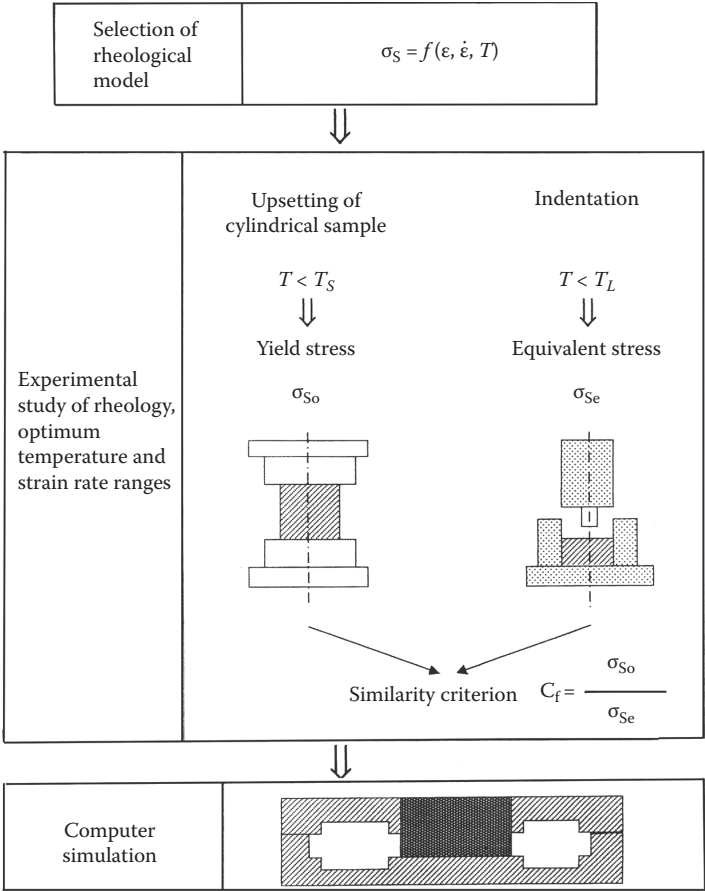 Selection of
rheological
model
σS = f (ε, ε̇, T)
Experimental
study of rheology,
optimum
temperature and
strain rate ranges
Upsetting of
cylindrical sample
T < TS
Yield stress
σSo
Indentation
T < TL
Equivalent stress
σSe
Similarity criterion Cf = σSo
σSe
Computer
simulation